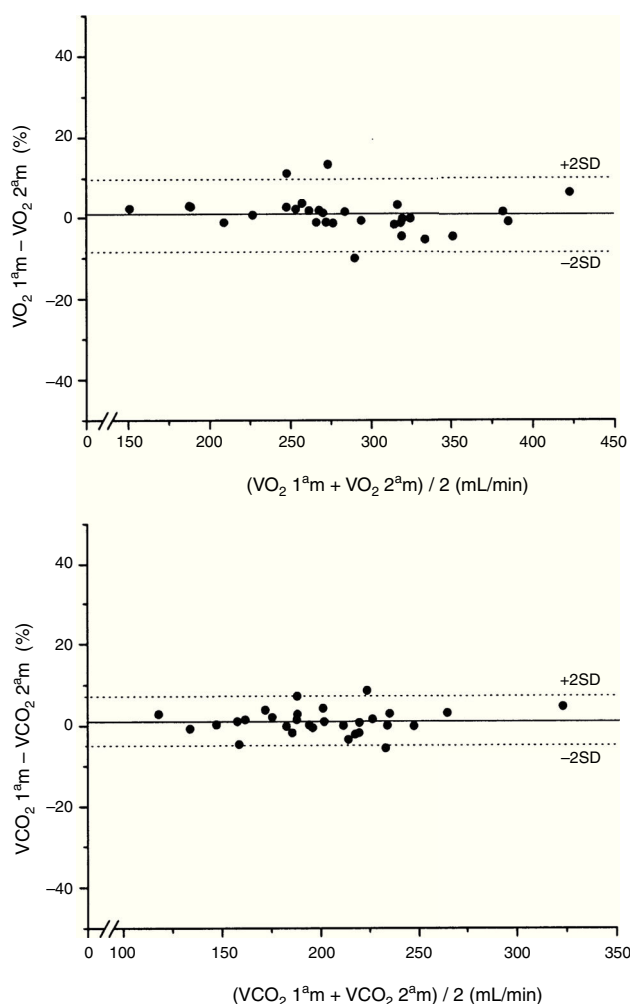 VO₂ 1ªm – VO₂ 2ªm (%)
40
20
0
–20
–40
+2SD
–2SD
0 150 200 250 300 350 400 450
(VO₂ 1ªm + VO₂ 2ªm) / 2 (mL/min)
VCO₂ 1ªm – VCO₂ 2ªm (%)
40
20
0
–20
–40
+2SD
–2SD
0 100 150 200 250 300 350
(VCO₂ 1ªm + VCO₂ 2ªm) / 2 (mL/min)